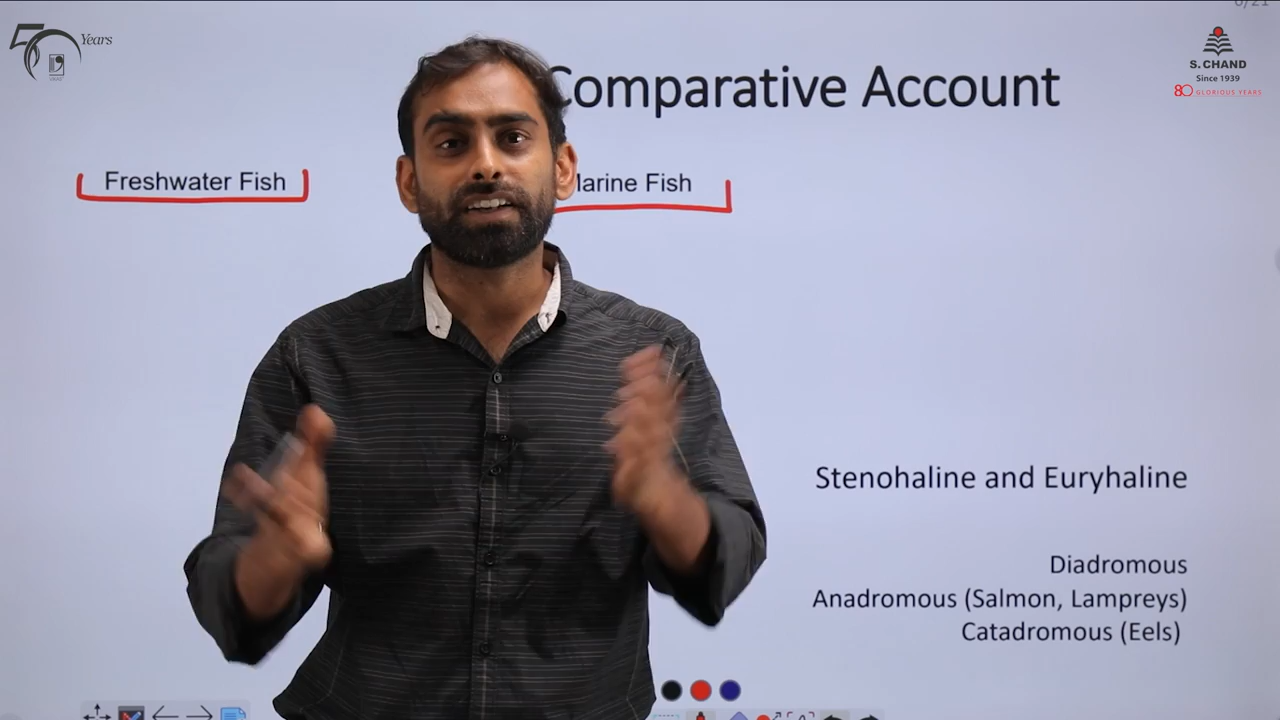 50 Years
S. CHAND
Since 1939
80 GLORIOUS YEARS
Comparative Account
Freshwater Fish
Marine Fish
Stenohaline and Euryhaline
Diadromous
Anadromous (Salmon, Lampreys)
Catadromous (Eels)